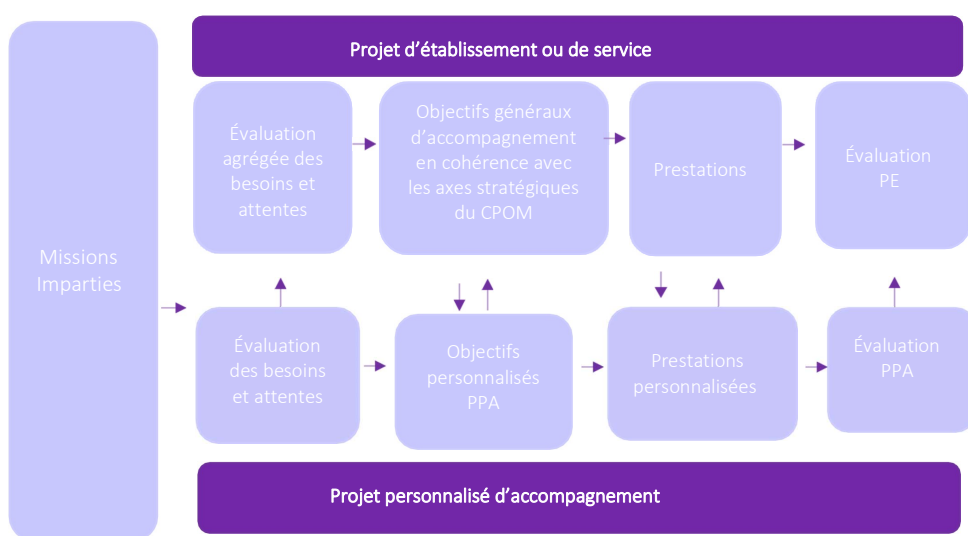 Projet d'établissement ou de service
Missions
Imparties
Évaluation
agrégée des
besoins et
attentes
Objectifs généraux
d'accompagnement
en cohérence avec
les axes stratégiques
du CPOM
Prestations
Évaluation
PE
Évaluation
des besoins
et attentes
Objectifs
personnalisés
PPA
Prestations
personnalisées
Évaluation
PPA
Projet personnalisé d'accompagnement